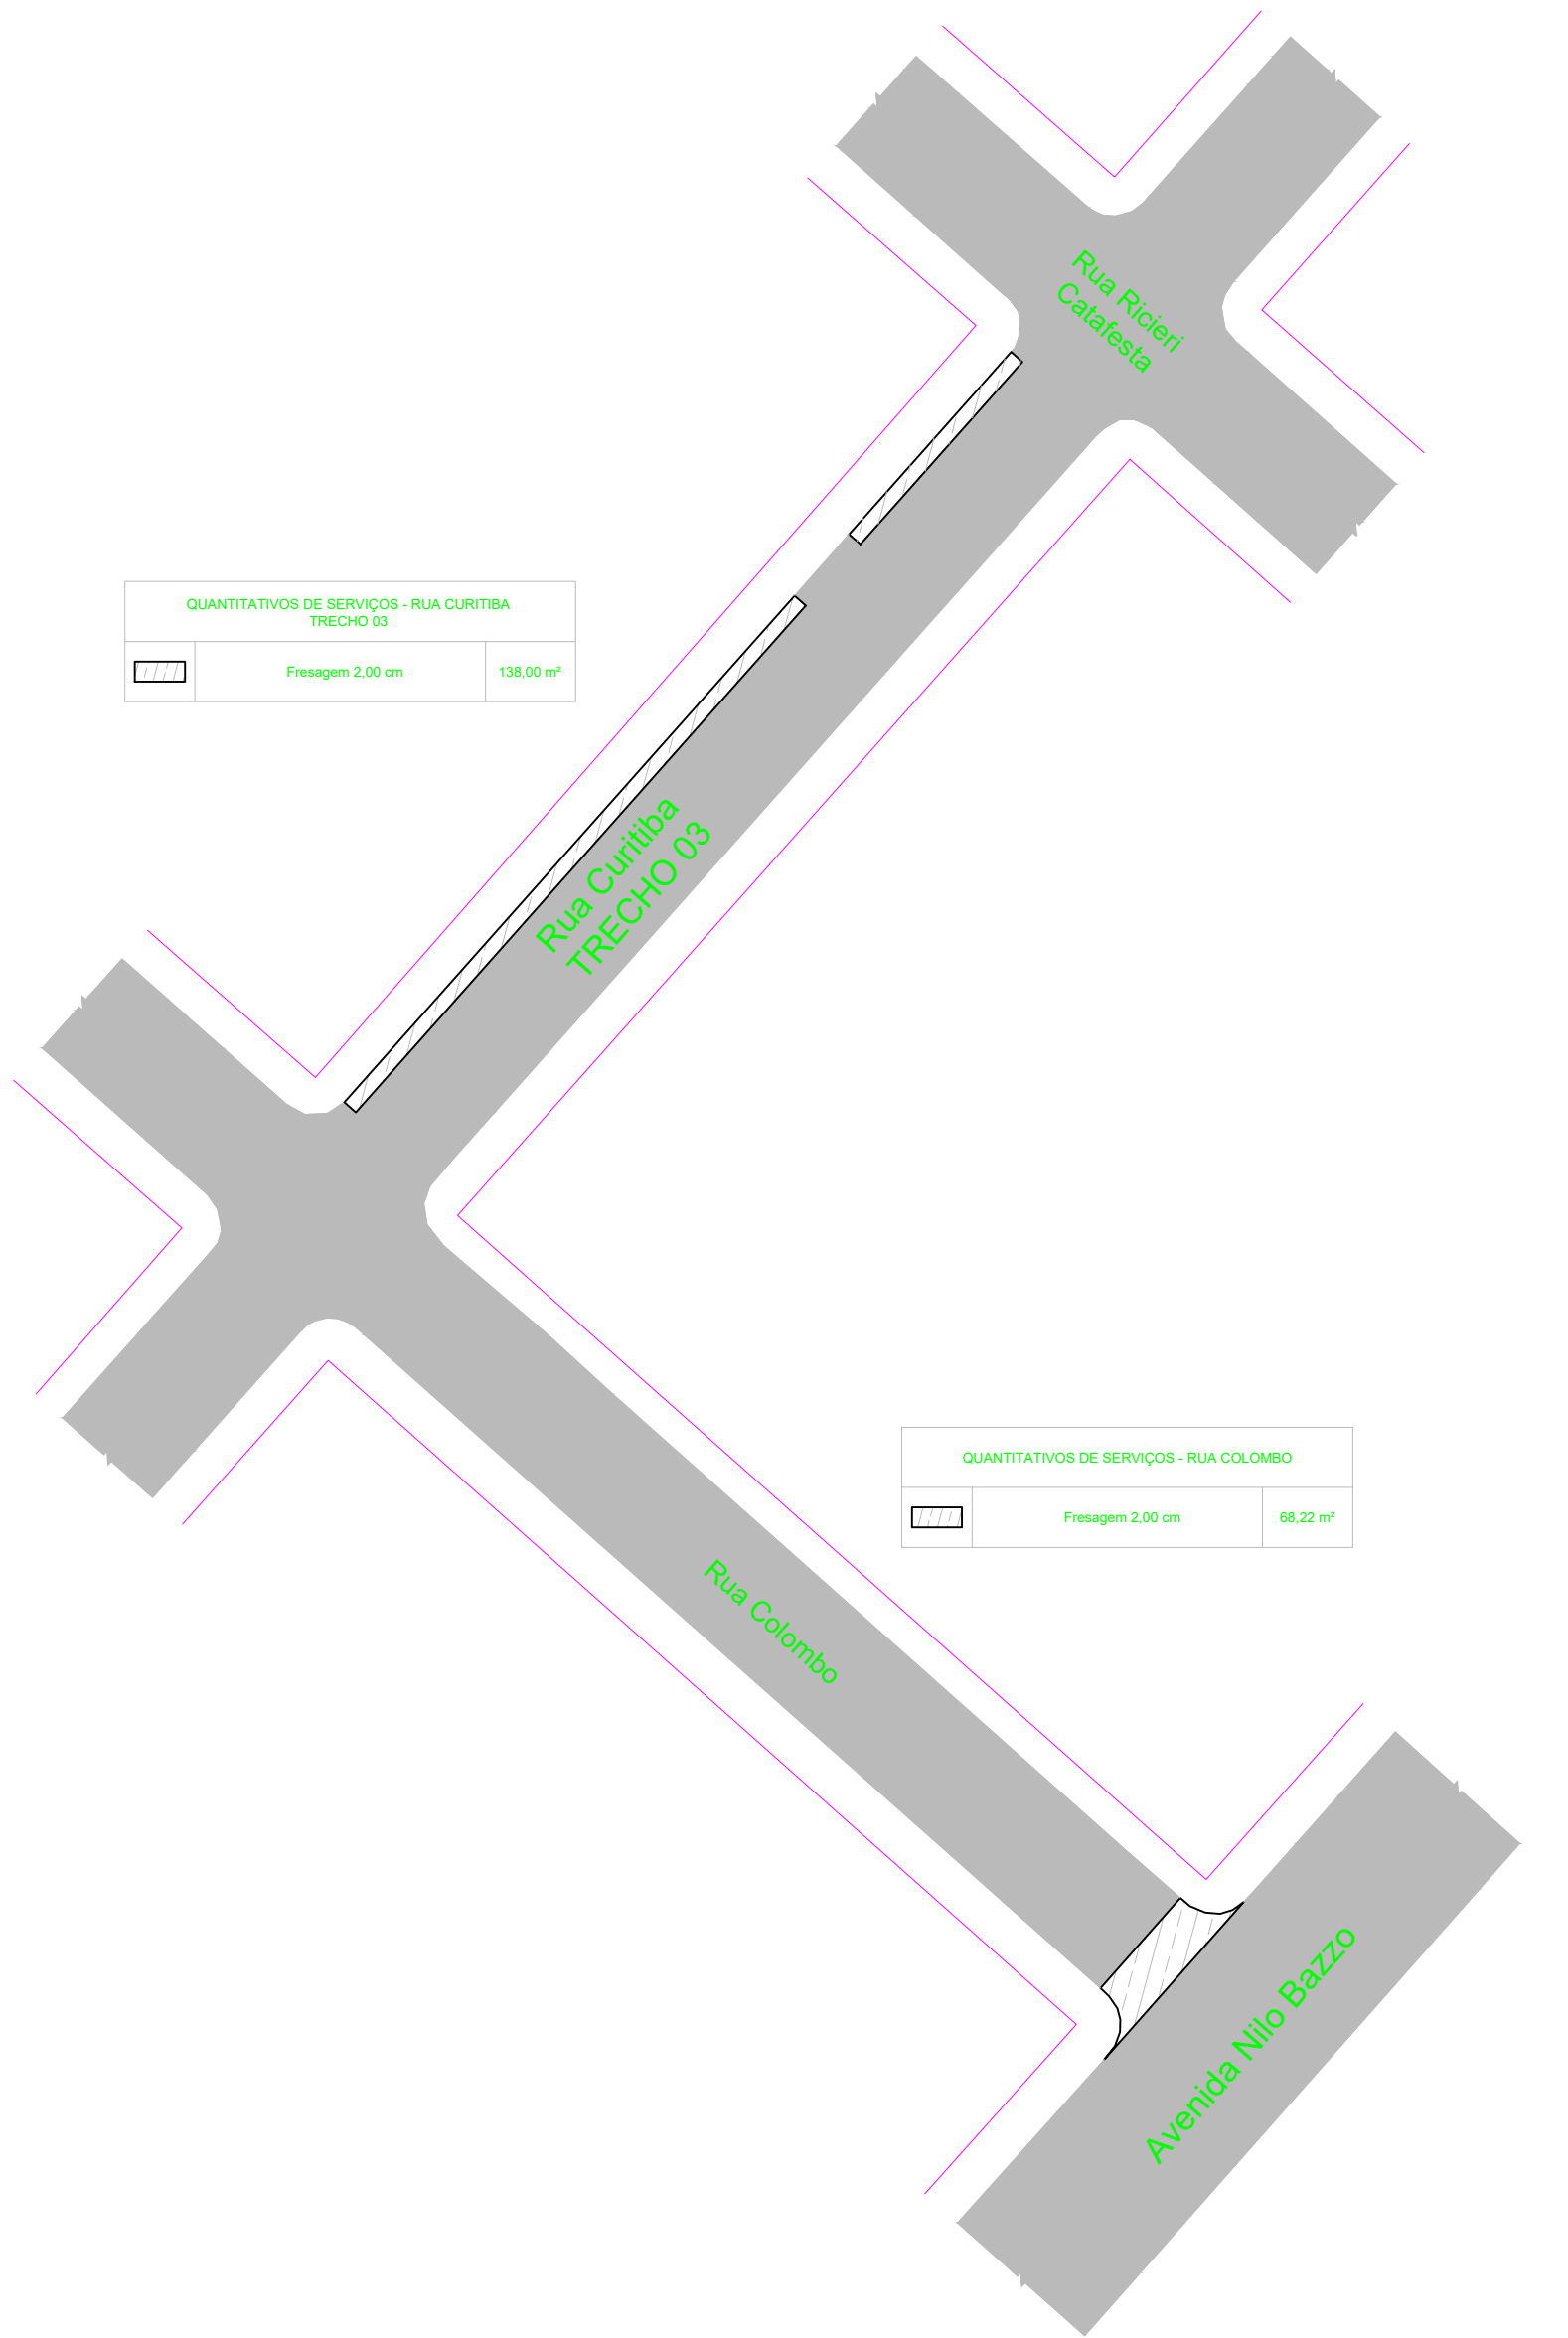 Rua Ricieri
Catafesta
QUANTITATIVOS DE SERVIÇOS - RUA CURITIBA
TRECHO 03
Fresagem 2,00 cm
138,00 m²
Rua Curitiba
TRECHO 03
QUANTITATIVOS DE SERVIÇOS - RUA COLOMBO
Fresagem 2,00 cm
68,22 m²
Rua Colombo
Avenida Nilo Bazzo